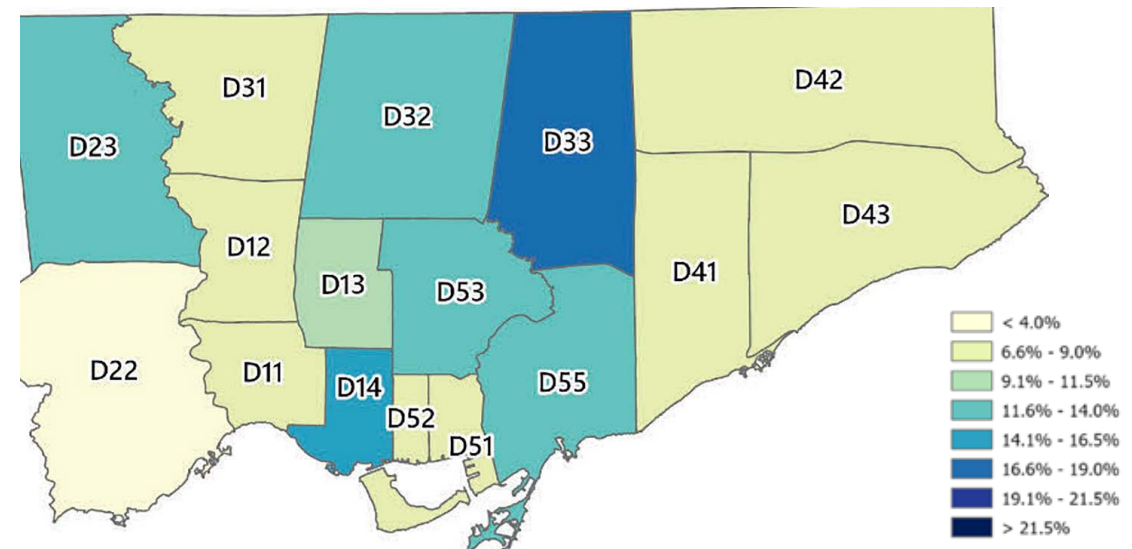 D31
D42
D32
D33
D23
D43
D12
D41
D13
D53
D22
D11
D14
D55
D52
D51
< 4.0%
6.6% - 9.0%
9.1% - 11.5%
11.6% - 14.0%
14.1% - 16.5%
16.6% - 19.0%
19.1% - 21.5%
> 21.5%